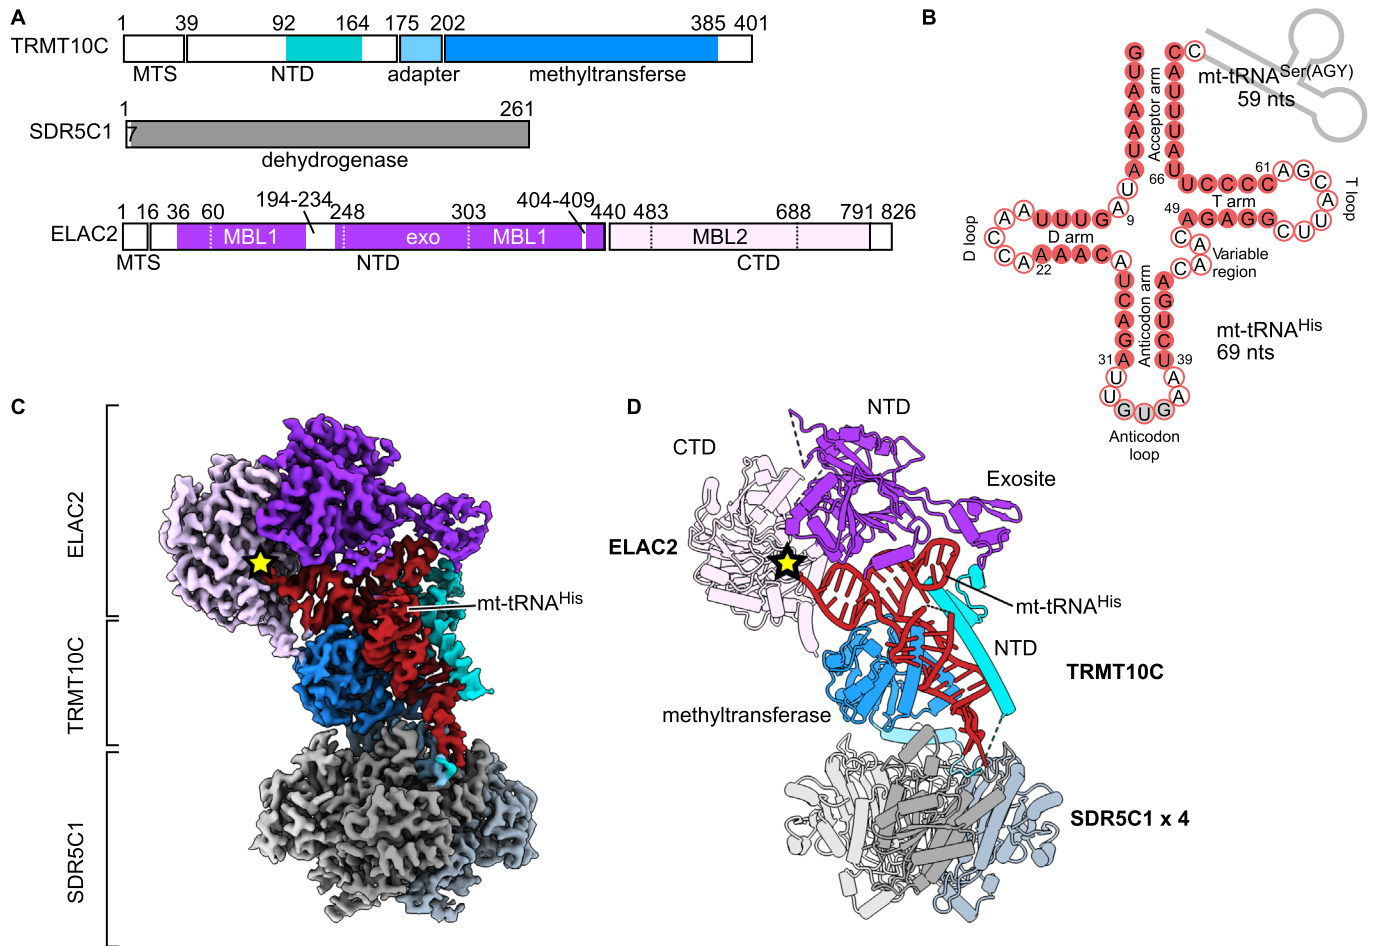 A
1 39 92 164 175 202 385 401
TRMT10C
MTS NTD adapter methyltransferse
1 261
SDR5C1
7
dehydrogenase
194-234 404-409
1 16 36 60 248 303 440 483 688 791 826
ELAC2 MBL1 exo MBL1 MBL2
MTS NTD CTD
B
mt-tRNASer(AGY)
59 nts
G U A A A U A
Acceptor arm
C A U U U A U
C
66
U A
9
U C C C C
61
A G C A U U C
T loop
T arm
49
A G A G G
C A A C
Variable
region
G U U U
A A C C A
D loop
D arm
A A A C
22
A
U C A G A
Anticodon arm
A G U C U
31
39
U U G U G A A
Anticodon
loop
mt-tRNAHis
69 nts
C
ELAC2
TRMT10C
SDR5C1
mt-tRNAHis
D
NTD
CTD
Exosite
ELAC2
mt-tRNAHis
NTD
TRMT10C
methyltransferase
SDR5C1 x 4